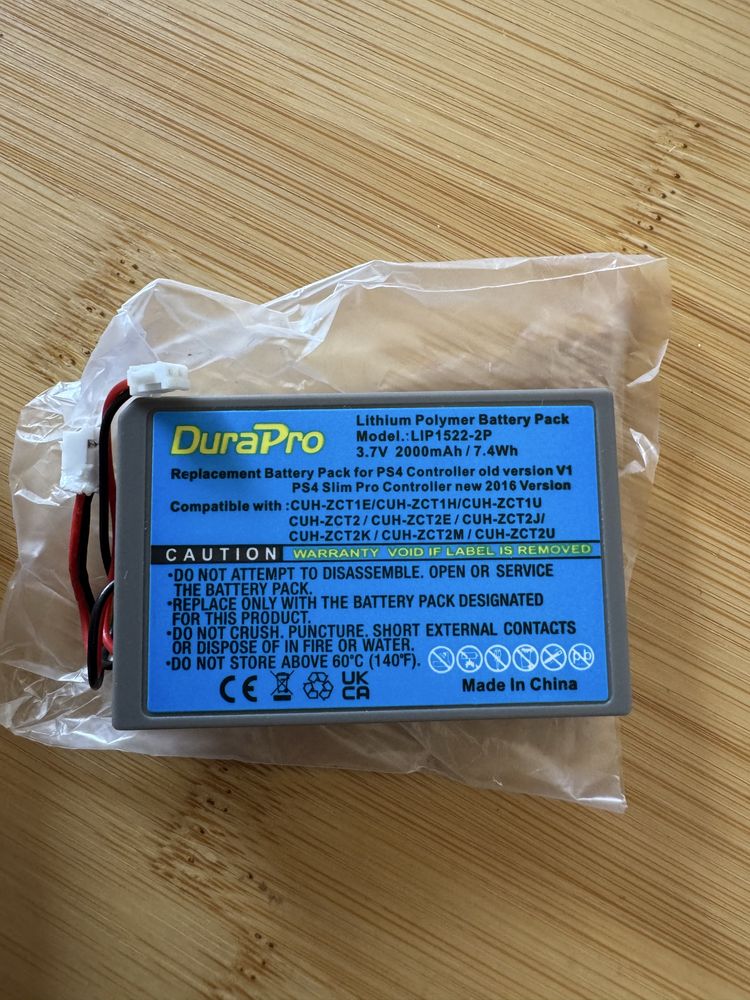 DuraPro
Lithium Polymer Battery Pack
Model.:LIP1522-2P
3.7V 2000mAh / 7.4Wh
Replacement Battery Pack for PS4 Controller old version V1
PS4 Slim Pro Controller new 2016 Version
Compatible with :CUH-ZCT1E/CUH-ZCT1H/CUH-ZCT1U
CUH-ZCT2 / CUH-ZCT2E / CUH-ZCT2J/
CUH-ZCT2K / CUH-ZCT2M / CUH-ZCT2U
CAUTION WARRANTY VOID IF LABEL IS REMOVED
•DO NOT ATTEMPT TO DISASSEMBLE. OPEN OR SERVICE
THE BATTERY PACK.
•REPLACE ONLY WITH THE BATTERY PACK DESIGNATED
FOR THIS PRODUCT.
•DO NOT CRUSH. PUNCTURE. SHORT EXTERNAL CONTACTS
OR DISPOSE OF IN FIRE OR WATER.
•DO NOT STORE ABOVE 60°C (140°F).
Pb
CE UK
CA
Made In China